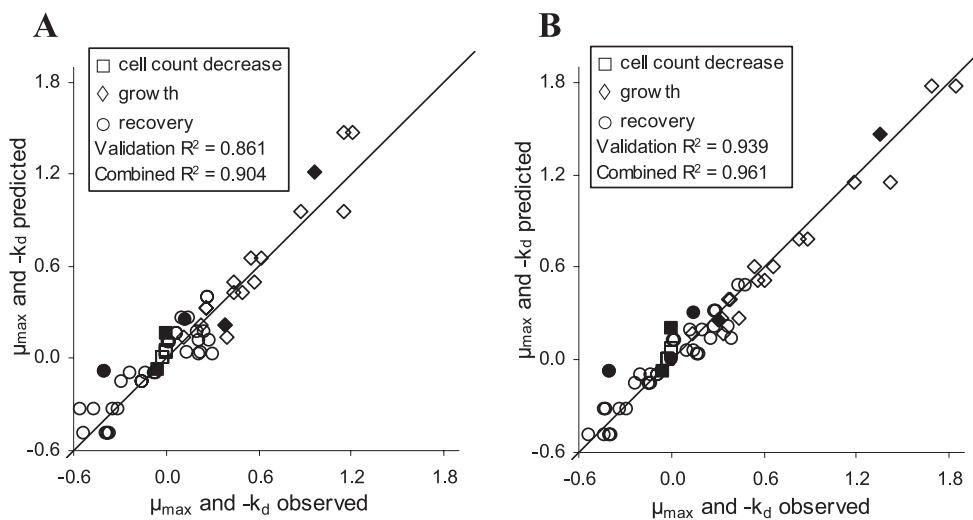 A
cell count decrease
growth
recovery
Validation R² = 0.861
Combined R² = 0.904
μmax and -kd predicted
1.8
1.2
0.6
0.0
-0.6
-0.6 0.0 0.6 1.2 1.8
μmax and -kd observed
B
cell count decrease
growth
recovery
Validation R² = 0.939
Combined R² = 0.961
μmax and -kd predicted
1.8
1.2
0.6
0.0
-0.6
-0.6 0.0 0.6 1.2 1.8
μmax and -kd observed